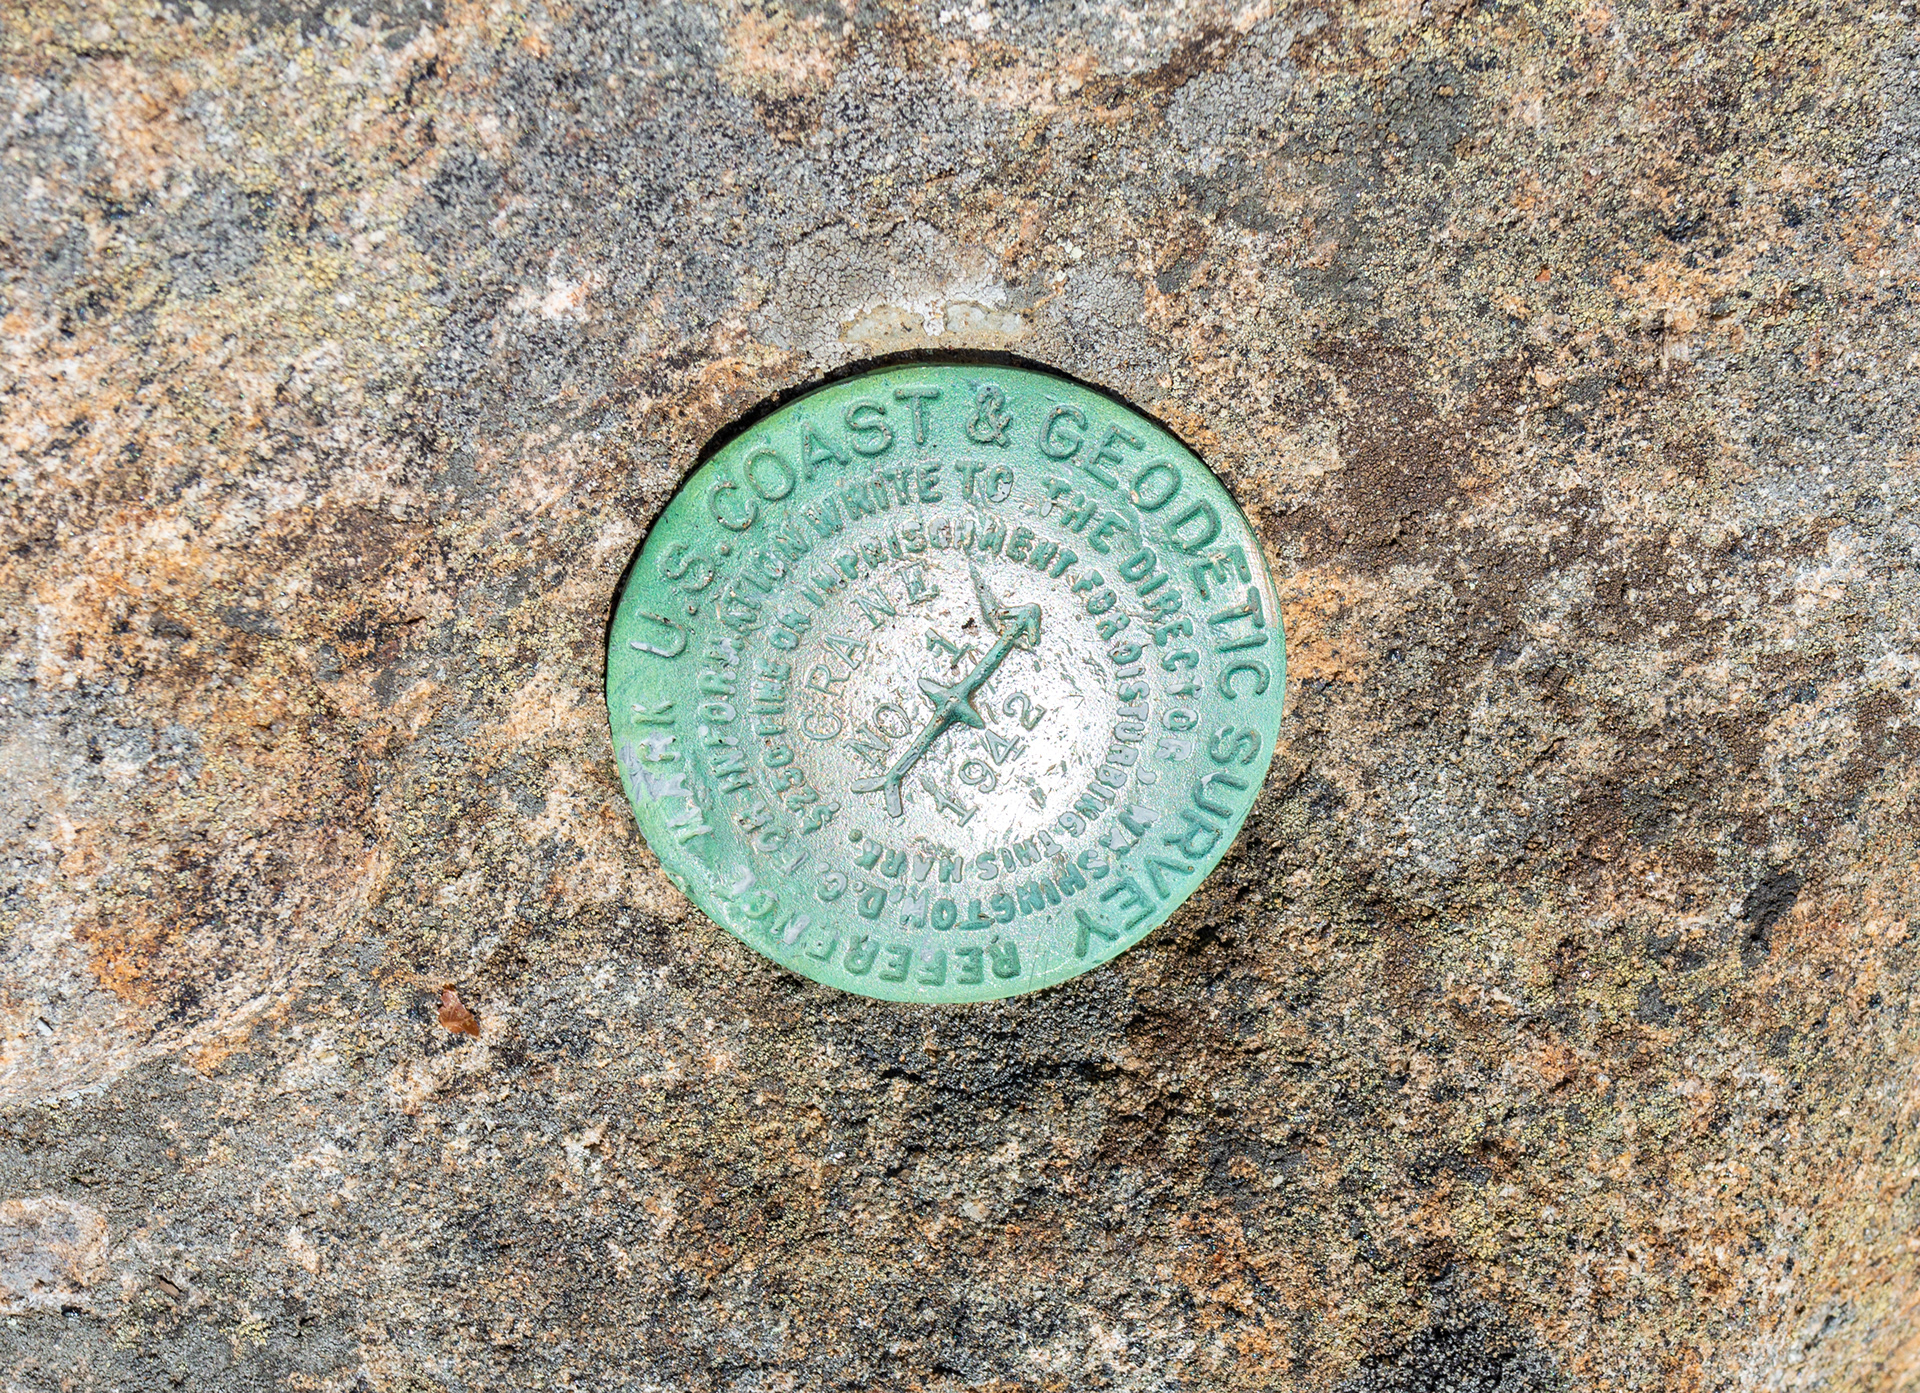 U.S. COAST & GEODETIC SURVEY
REFERENCE MARK
FOR INFORMATION WRITE TO THE DIRECTOR, WASHINGTON, D.C.
$250 FINE OR IMPRISONMENT FOR DISTURBING THIS MARK.
CRANE
NO. 1
1942